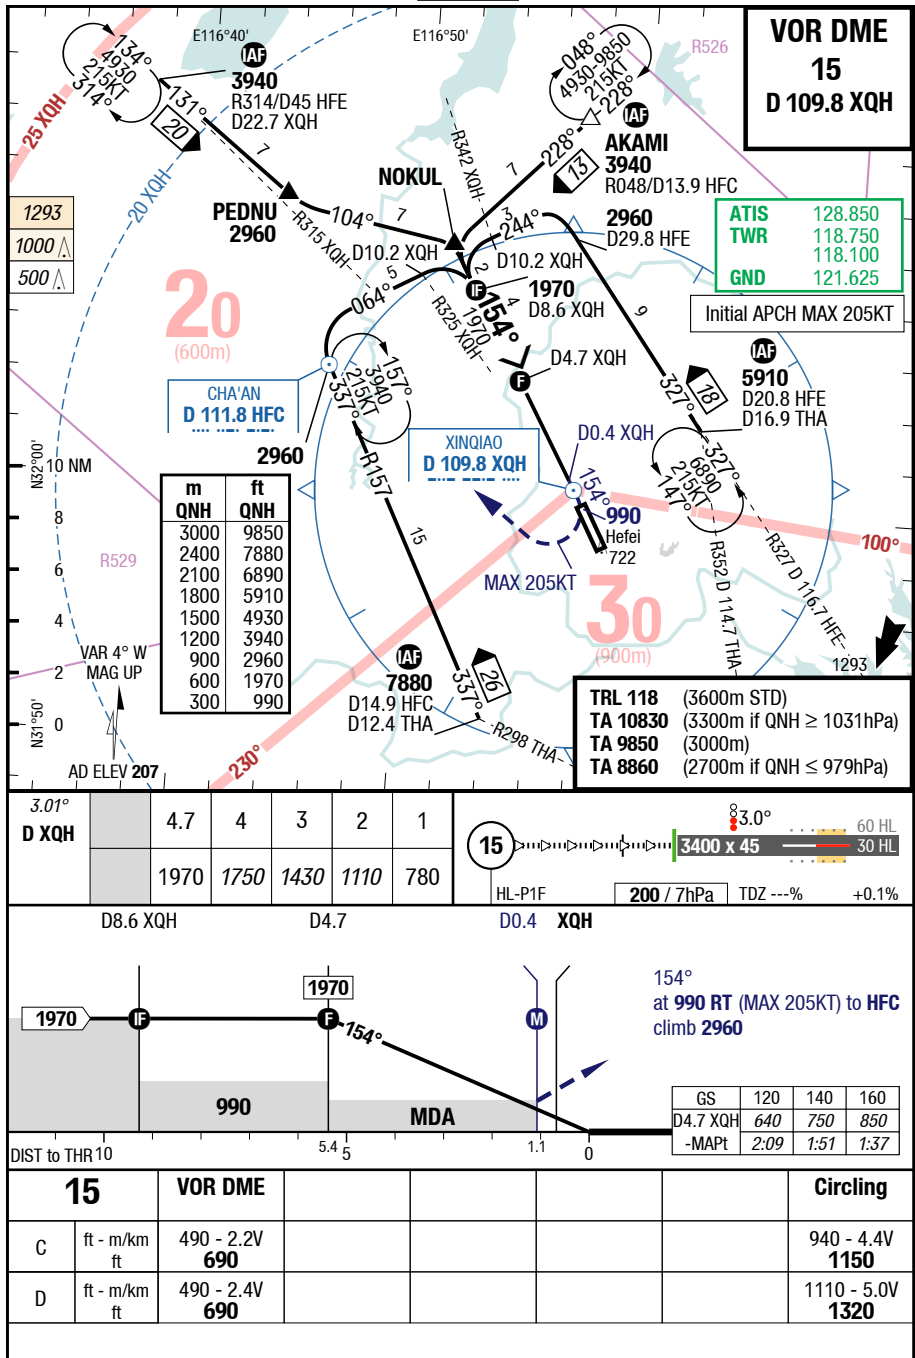 VOR DME
15
D 109.8 XQH
E116°40'
E116°50'
R526
25 XQH
134°
4930
215KT
314°
IAF
3940
R314/D45 HFE
D22.7 XQH
048°
4930-9850
215KT
228°
IAF
AKAMI
3940
R048/D13.9 HFC
131°
20
7
20 XQH
R342 XQH
7
228°
13
1293
1000
500
PEDNU
2960
104°
7
NOKUL
R315 XQH
D10.2 XQH
3
244°
2960
D29.8 HFE
ATIS 128.850
TWR 118.750
118.100
GND 121.625
20
(600m)
5
064°
2
D10.2 XQH
IF
1970
D8.6 XQH
154°
1970
4
R325 XQH
9
Initial APCH MAX 205KT
D4.7 XQH
F
IAF
5910
D20.8 HFE
D16.9 THA
327°
18
157°
3940
215KT
337°
CHA'AN
D 111.8 HFC
2960
XINQIAO
D 109.8 XQH
D0.4 XQH
327°
6890
215KT
147°
N32°00'
10 NM
8
6
4
2
0
N31°50'
R157
15
154°
990
Hefei
722
MAX 205KT
100°
R529
m ft
QNH QNH
3000 9850
2400 7880
2100 6890
1800 5910
1500 4930
1200 3940
900 2960
600 1970
300 990
30
(900m)
R352 D 114.7 THA
R327 D 116.7 HFE
1293
VAR 4° W
MAG UP
AD ELEV 207
230°
IAF
7880
D14.9 HFC
D12.4 THA
337°
26
R298 THA
TRL 118 (3600m STD)
TA 10830 (3300m if QNH ≥ 1031hPa)
TA 9850 (3000m)
TA 8860 (2700m if QNH ≤ 979hPa)
3.01°
D XQH 4.7 4 3 2 1
1970 1750 1430 1110 780
15
3.0°
60 HL
3400 x 45
30 HL
HL-P1F
200 / 7hPa
TDZ ---%
+0.1%
D8.6 XQH D4.7 D0.4 XQH
1970
IF
1970
F
154°
M
154°
at 990 RT (MAX 205KT) to HFC
climb 2960
990
MDA
GS 120 140 160
D4.7 XQH 640 750 850
-MAPt 2:09 1:51 1:37
DIST to THR 10 5.4 5 1.1 0
15 VOR DME Circling
C ft - m/km 490 - 2.2V 940 - 4.4V
ft 690 1150
D ft - m/km 490 - 2.4V 1110 - 5.0V
ft 690 1320